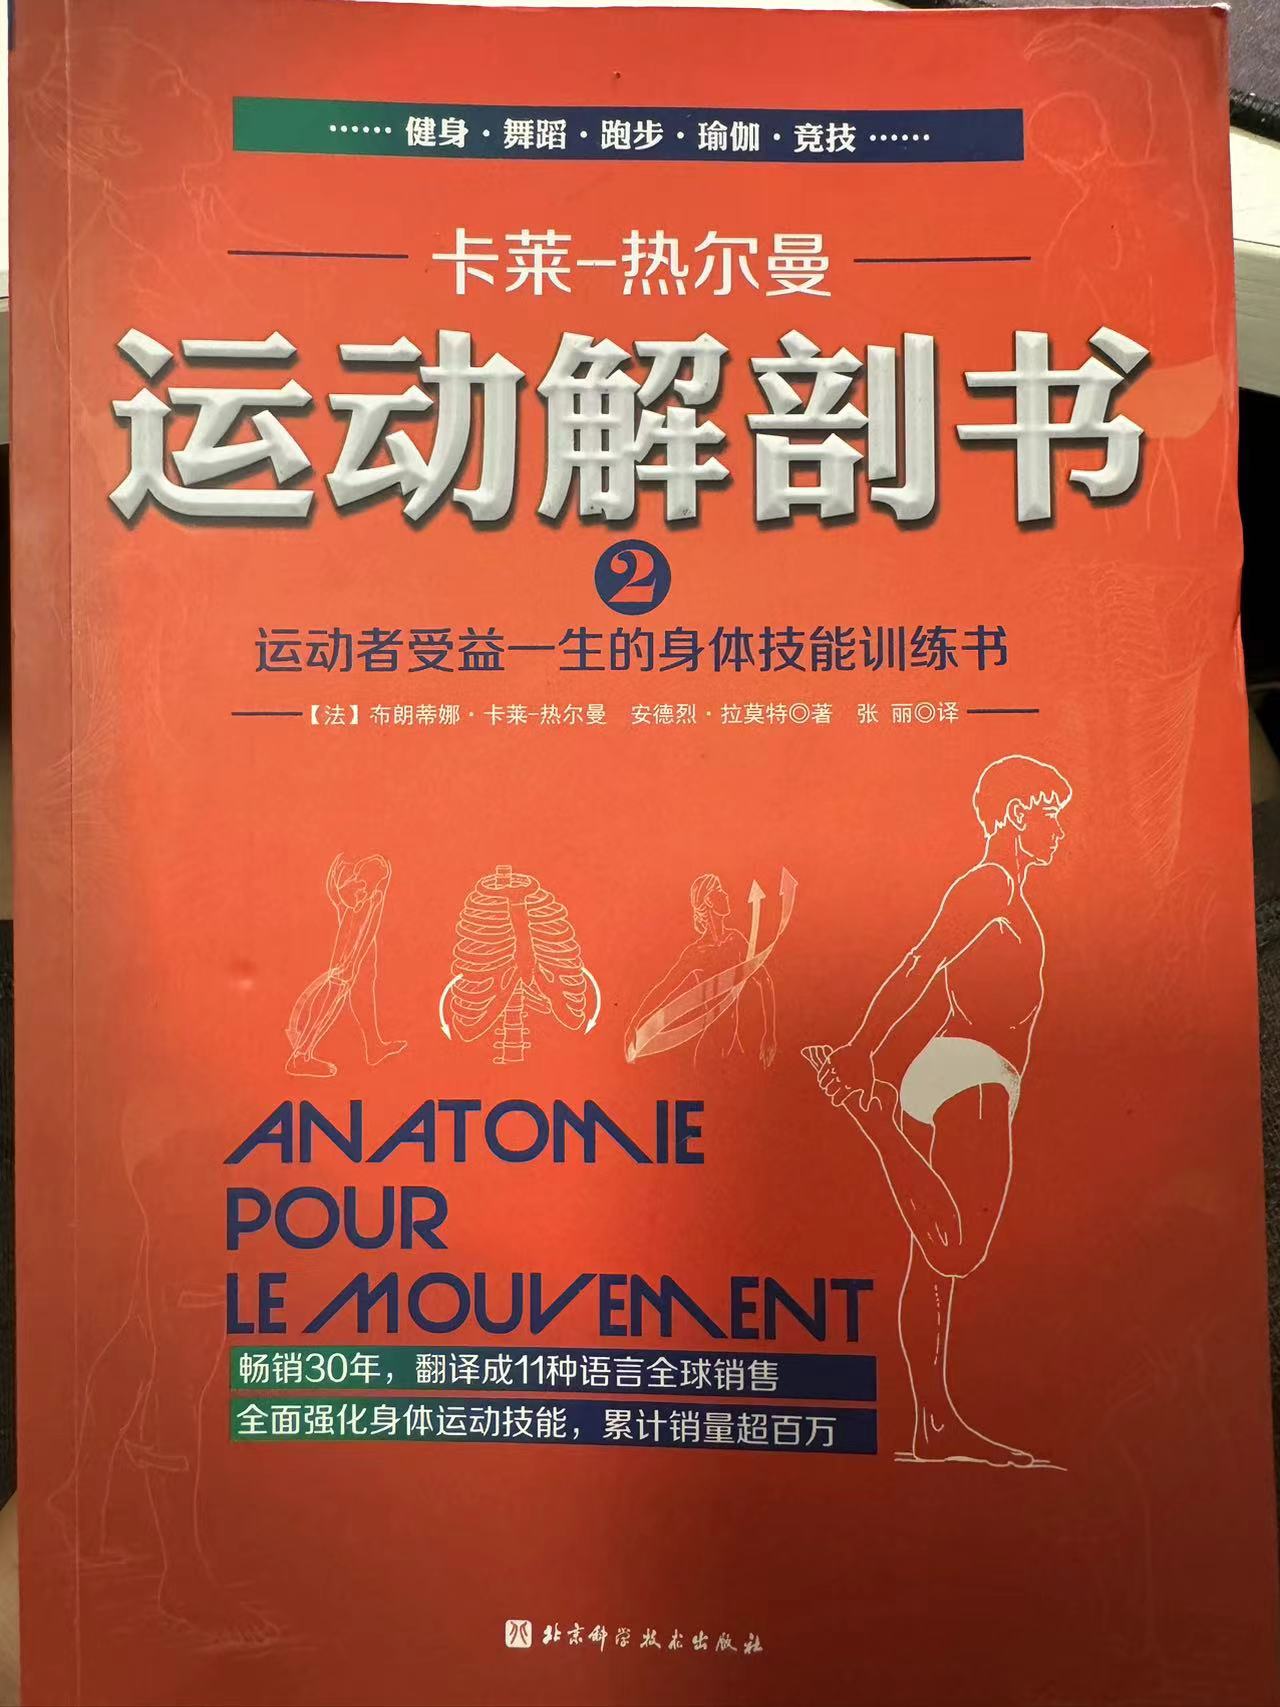 ……健身·舞蹈·跑步·瑜伽·竞技……
卡莱-热尔曼
运动解剖书
2
运动者受益一生的身体技能训练书
【法】布朗蒂娜·卡莱-热尔曼 安德烈·拉莫特◎著 张 丽◎译
ANATOMIE
POUR
LE MOUVEMENT
畅销30年，翻译成11种语言全球销售
全面强化身体运动技能，累计销量超百万
北京科学技术出版社